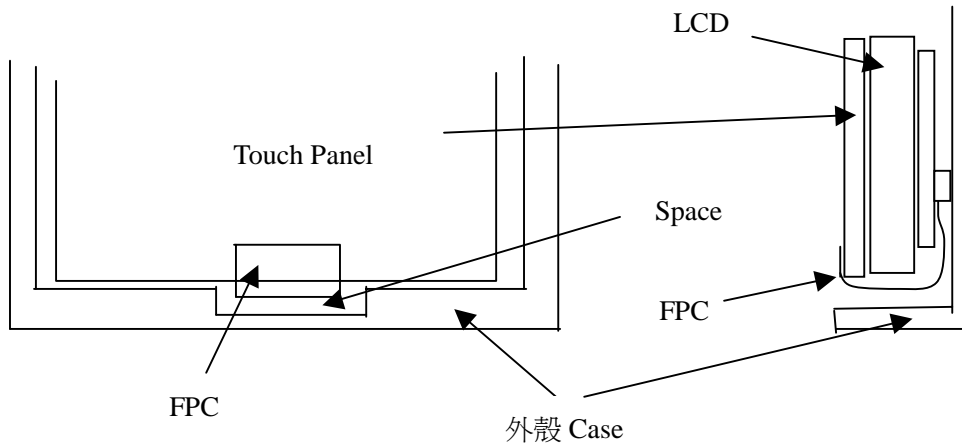 LCD
Touch Panel
Space
FPC
FPC
外殼 Case